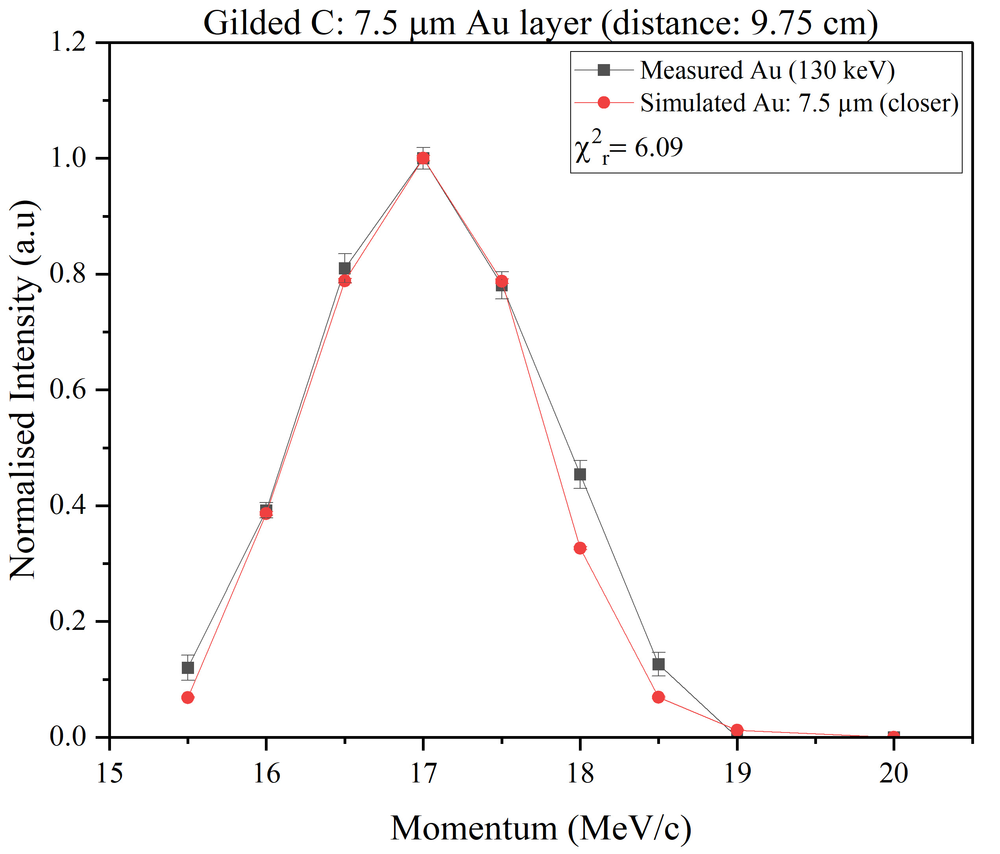 Gilded C: 7.5 μm Au layer (distance: 9.75 cm)
Measured Au (130 keV)
Simulated Au: 7.5 μm (closer)
χ²ᵣ= 6.09
Normalised Intensity (a.u)
1.2
1.0
0.8
0.6
0.4
0.2
0.0
15 16 17 18 19 20
Momentum (MeV/c)